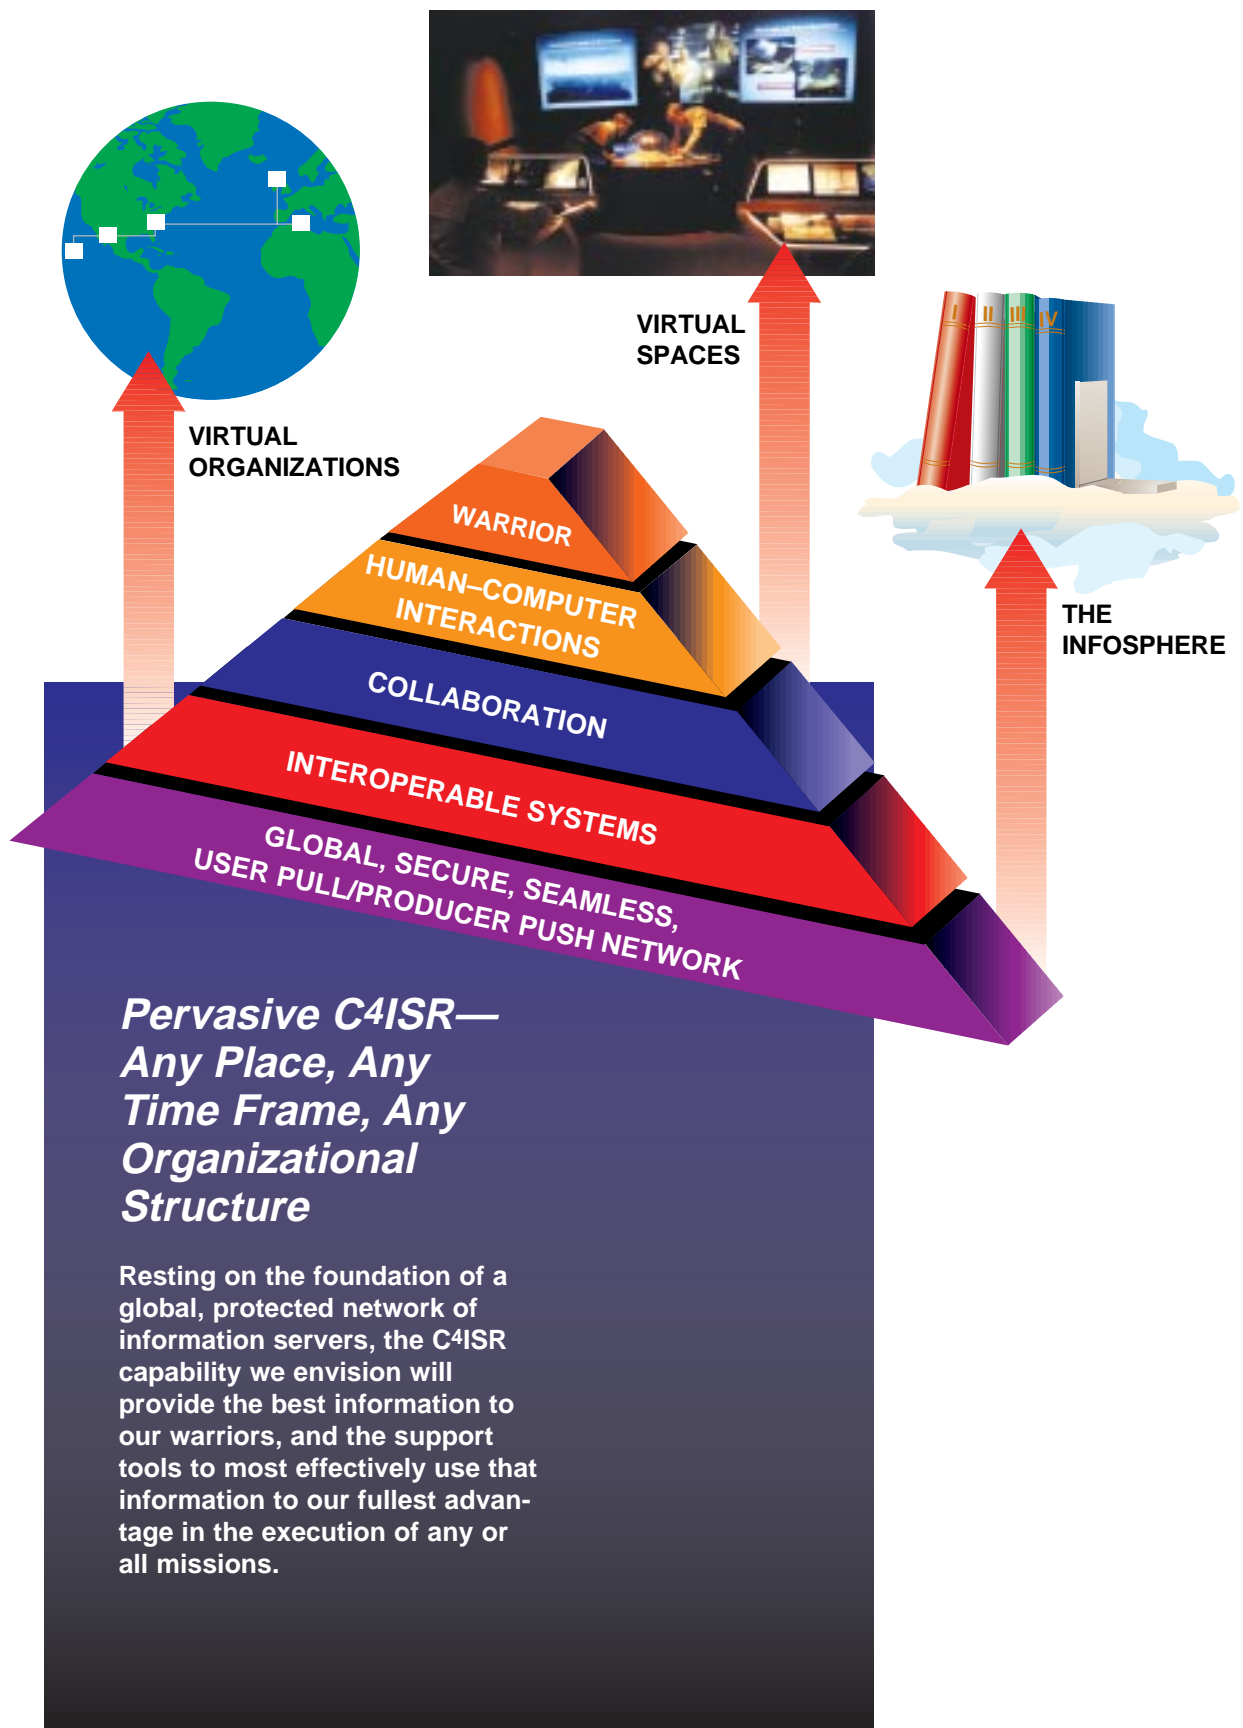 VIRTUAL
SPACES
I II III IV
VIRTUAL
ORGANIZATIONS
THE
INFOSPHERE
WARRIOR
HUMAN–COMPUTER
INTERACTIONS
COLLABORATION
INTEROPERABLE SYSTEMS
GLOBAL, SECURE, SEAMLESS,
USER PULL/PRODUCER PUSH NETWORK
Pervasive C4ISR—
Any Place, Any
Time Frame, Any
Organizational
Structure
Resting on the foundation of a
global, protected network of
information servers, the C4ISR
capability we envision will
provide the best information to
our warriors, and the support
tools to most effectively use that
information to our fullest advan-
tage in the execution of any or
all missions.